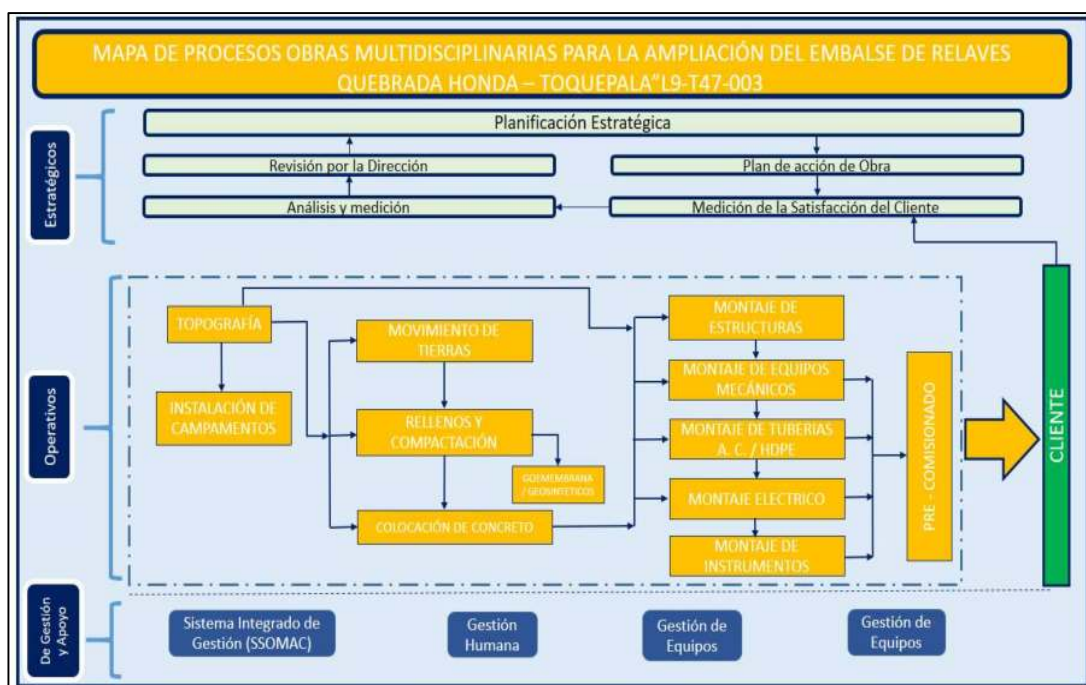 MAPA DE PROCESOS OBRAS MULTIDISCIPLINARIAS PARA LA AMPLIACIÓN DEL EMBALSE DE RELAVES
QUEBRADA HONDA – TOQUEPALA"L9-T47-003
Estratégicos
Planificación Estratégica
Revisión por la Dirección
Plan de acción de Obra
Análisis y medición
Medición de la Satisfacción del Cliente
Operativos
TOPOGRAFÍA
INSTALACIÓN DE
CAMPAMENTOS
MOVIMIENTO DE
TIERRAS
RELLENOS Y
COMPACTACIÓN
GOEMEMBRANA
/ GEOSINTETICOS
COLOCACIÓN DE CONCRETO
MONTAJE DE
ESTRUCTURAS
MONTAJE DE EQUIPOS
MECÁNICOS
MONTAJE DE TUBERIAS
A. C. / HDPE
MONTAJE ELECTRICO
MONTAJE DE
INSTRUMENTOS
PRE - COMISIONADO
CLIENTE
De Gestión
y Apoyo
Sistema Integrado de
Gestión (SSOMAC)
Gestión
Humana
Gestión de
Equipos
Gestión de
Equipos